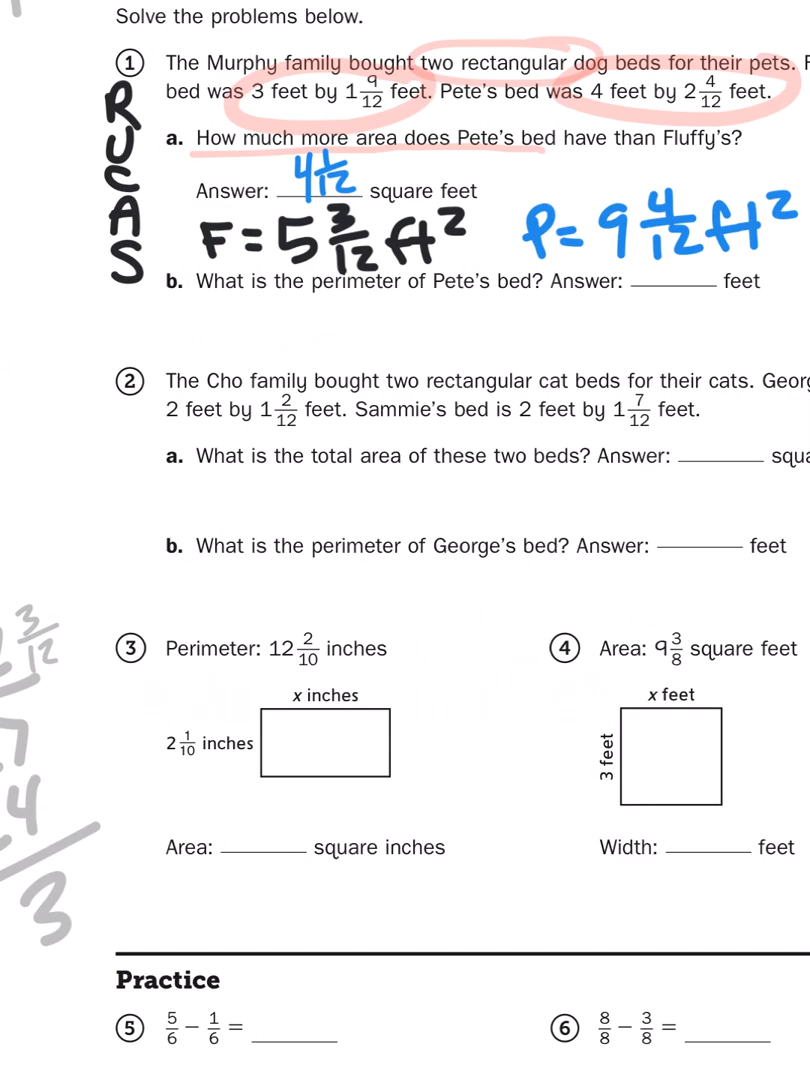 Solve the problems below.
1 The Murphy family bought two rectangular dog beds for their pets. F
bed was 3 feet by 1 9/12 feet. Pete's bed was 4 feet by 2 4/12 feet.
a. How much more area does Pete's bed have than Fluffy's?
Answer: 4 1/12 square feet
F = 5 3/12 ft² P = 9 4/12 ft²
RUCAS
b. What is the perimeter of Pete's bed? Answer: ______ feet
2 The Cho family bought two rectangular cat beds for their cats. Georg
2 feet by 1 2/12 feet. Sammie's bed is 2 feet by 1 7/12 feet.
a. What is the total area of these two beds? Answer: ______ squa
b. What is the perimeter of George's bed? Answer: ______ feet
3/12
3 Perimeter: 12 2/10 inches
4 Area: 9 3/8 square feet
x inches
x feet
2 1/10 inches
3 feet
7
4
3
Area: ______ square inches
Width: ______ feet
Practice
5 5/6 − 1/6 = ______
6 8/8 − 3/8 = ______